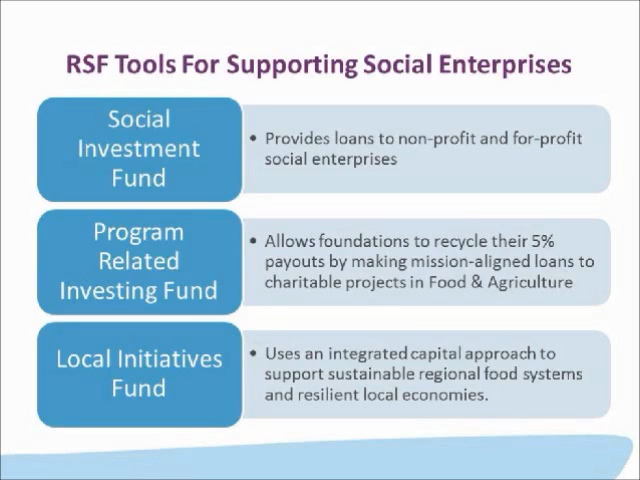 RSF Tools For Supporting Social Enterprises
Social
Investment
Fund
• Provides loans to non-profit and for-profit
social enterprises
Program
Related
Investing Fund
• Allows foundations to recycle their 5%
payouts by making mission-aligned loans to
charitable projects in Food & Agriculture
Local Initiatives
Fund
• Uses an integrated capital approach to
support sustainable regional food systems
and resilient local economies.